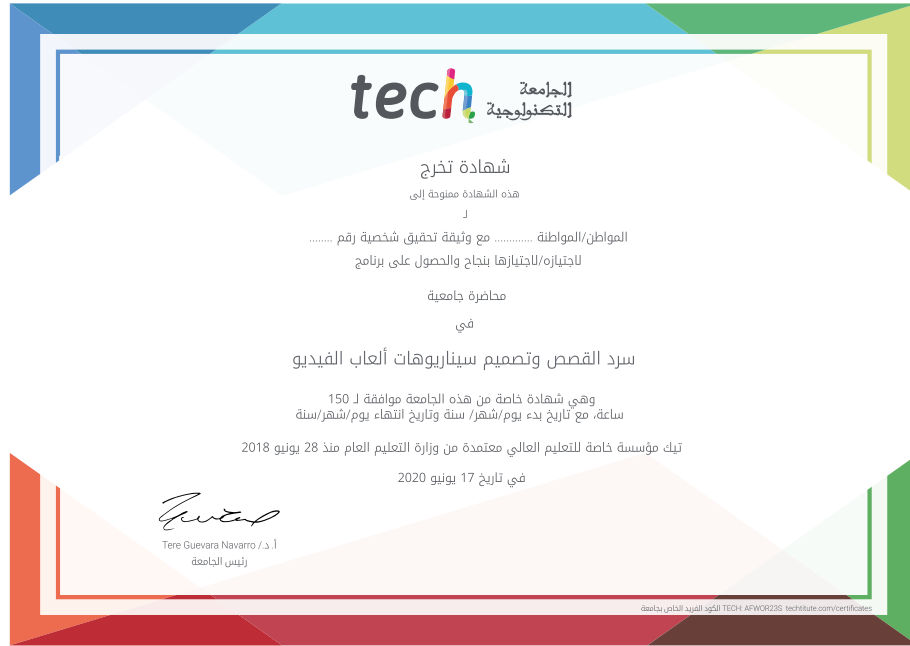 tech الجامعة
التكنولوجية
شهادة تخرج
هذه الشهادة ممنوحة إلى
لـ
المواطن/المواطنة ............. مع وثيقة تحقيق شخصية رقم ........
لاجتيازه/لاجتيازها بنجاح والحصول على برنامج
محاضرة جامعية
في
سرد القصص وتصميم سيناريوهات ألعاب الفيديو
وهي شهادة خاصة من هذه الجامعة موافقة لـ 150
ساعة، مع تاريخ بدء يوم/شهر/ سنة وتاريخ انتهاء يوم/شهر/سنة
تيك مؤسسة خاصة للتعليم العالي معتمدة من وزارة التعليم العام منذ 28 يونيو 2018
في تاريخ 17 يونيو 2020
أ. د./ Tere Guevara Navarro
رئيس الجامعة
الكود الفريد الخاص بجامعة TECH: AFWOR23S techtitute.com/certificates